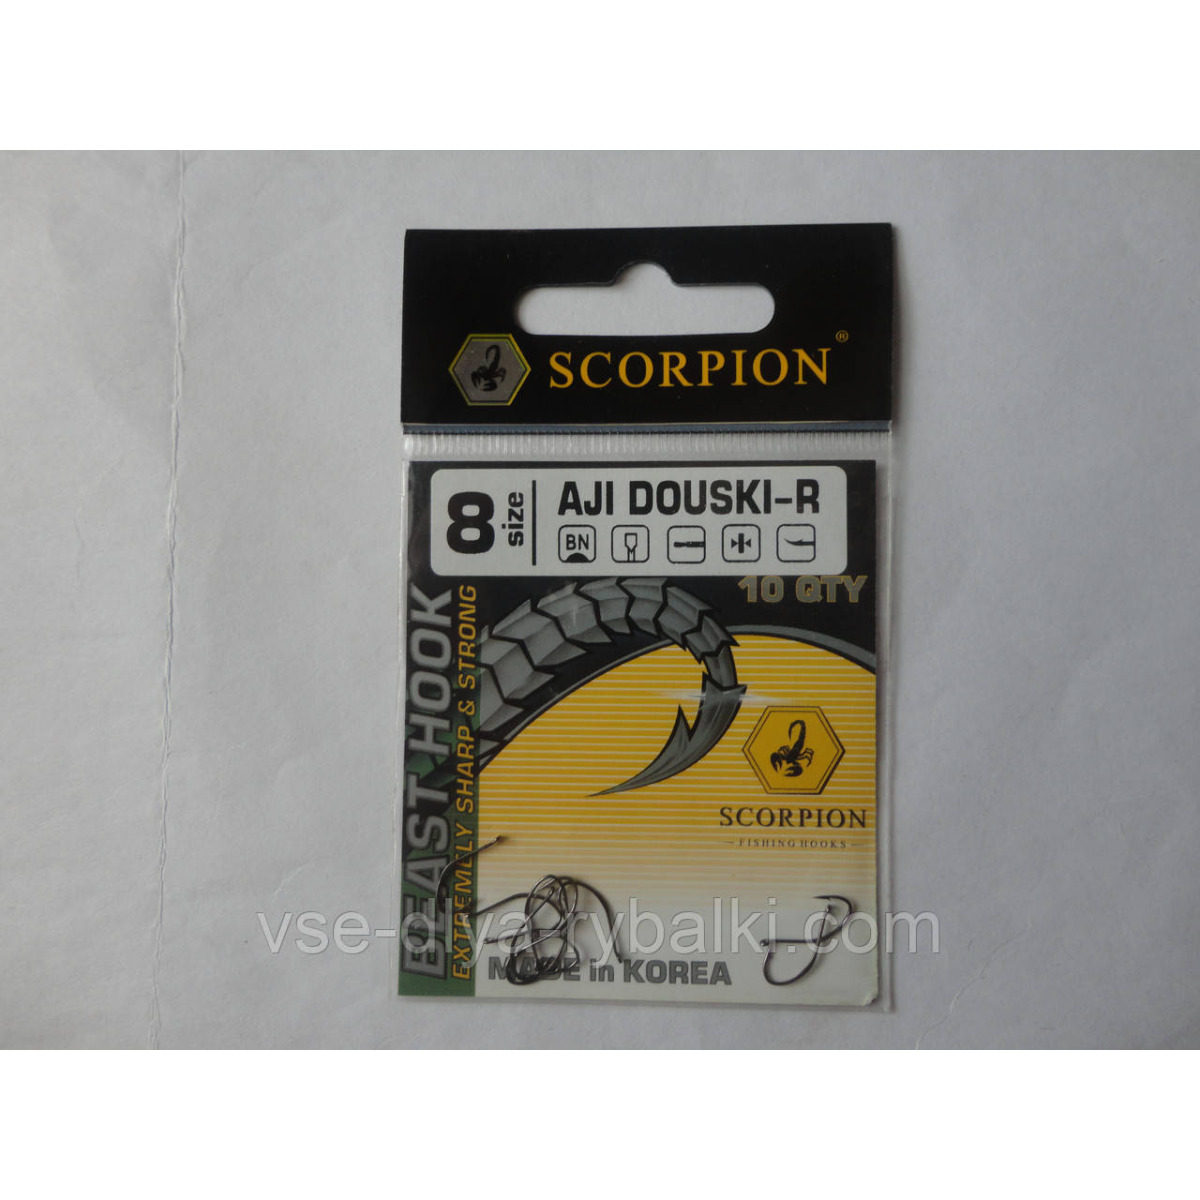 SCORPION®
8 size
AJI DOUSKI-R
BN
10 QTY
BEAST HOOK
EXTREMELY SHARP & STRONG
SCORPION
FISHING HOOKS
vse-dlya-rybalki.com
MADE in KOREA